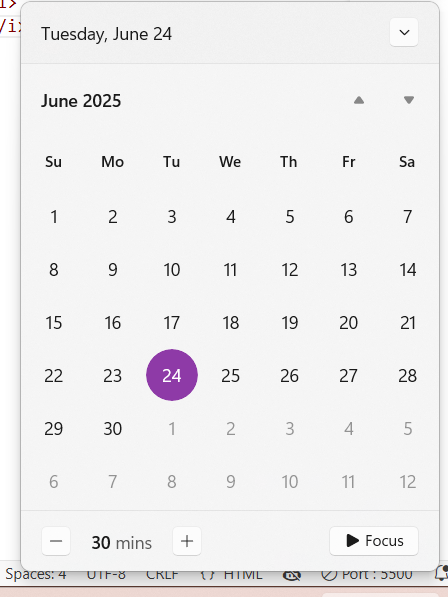 l>
/i
Tuesday, June 24
June 2025
Su Mo Tu We Th Fr Sa
1 2 3 4 5 6 7
8 9 10 11 12 13 14
15 16 17 18 19 20 21
22 23 24 25 26 27 28
29 30 1 2 3 4 5
6 7 8 9 10 11 12
30 mins Focus
Spaces: 4 UTF-8 CRLF {} HTML Port : 5500